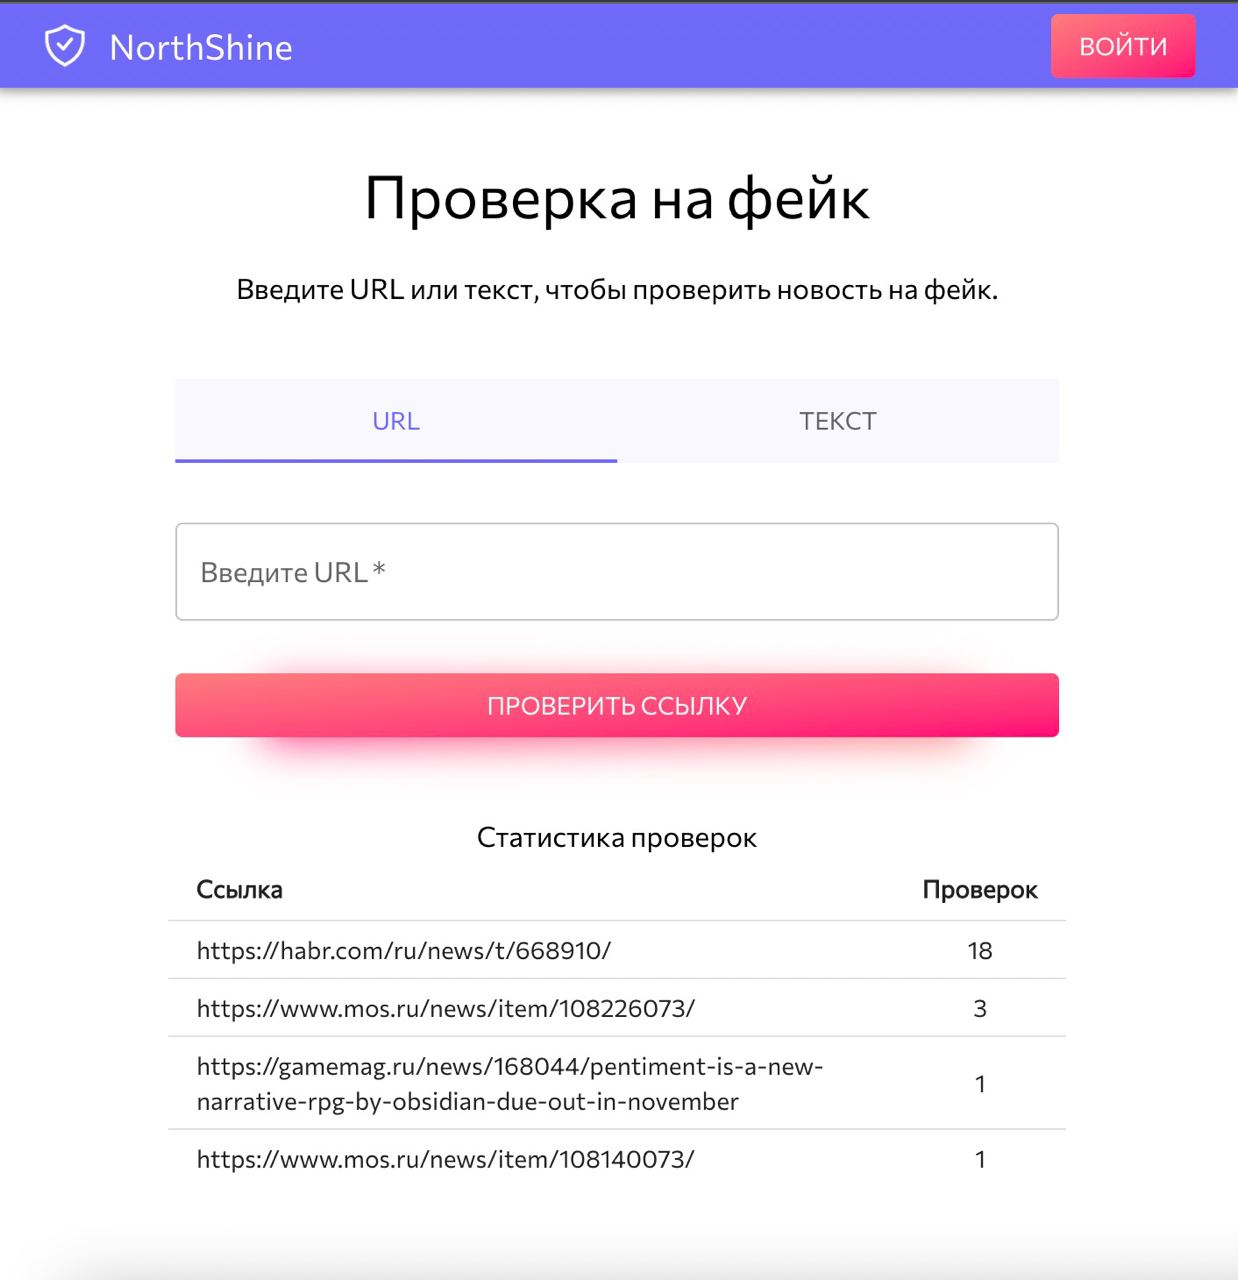 NorthShine
ВОЙТИ
Проверка на фейк
Введите URL или текст, чтобы проверить новость на фейк.
URL
ТЕКСТ
Введите URL *
ПРОВЕРИТЬ ССЫЛКУ
Статистика проверок
Ссылка Проверок
https://habr.com/ru/news/t/668910/ 18
https://www.mos.ru/news/item/108226073/ 3
https://gamemag.ru/news/168044/pentiment-is-a-new-
narrative-rpg-by-obsidian-due-out-in-november 1
https://www.mos.ru/news/item/108140073/ 1